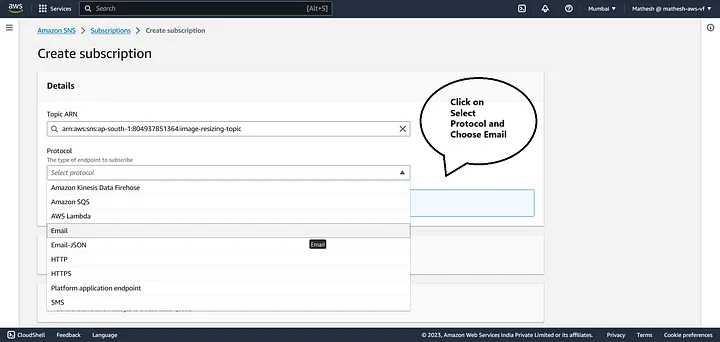 aws
Services
Search
[Alt+S]
Mumbai
Mathesh @ mathesh-aws-vf
Amazon SNS
Subscriptions
Create subscription
Create subscription
Details
Topic ARN
arn:aws:sns:ap-south-1:804937851364:image-resizing-topic
Protocol
The type of endpoint to subscribe
Select protocol
Amazon Kinesis Data Firehose
Amazon SQS
AWS Lambda
Email
Email-JSON
Email
HTTP
HTTPS
Platform application endpoint
SMS
Click on
Select
Protocol and
Choose Email
CloudShell
Feedback
Language
© 2023, Amazon Web Services India Private Limited or its affiliates.
Privacy
Terms
Cookie preferences